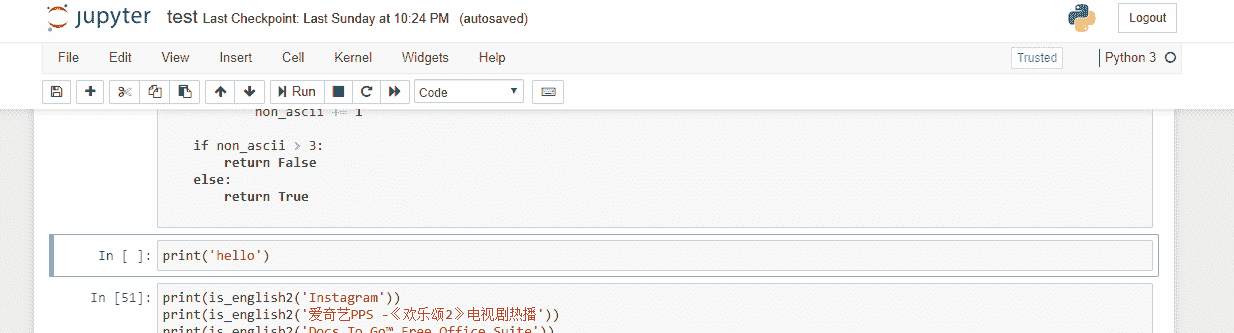 jupyter test Last Checkpoint: Last Sunday at 10:24 PM (autosaved)
Logout
File Edit View Insert Cell Kernel Widgets Help
Trusted
Python 3
Run
Code
non_ascii += 1
if non_ascii > 3:
return False
else:
return True
In [ ]: print('hello')
In [51]: print(is_english2('Instagram'))
print(is_english2('爱奇艺PPS -《欢乐颂2》电视剧热播'))
print(is_english2('Docs To Go™ Free Office Suite'))